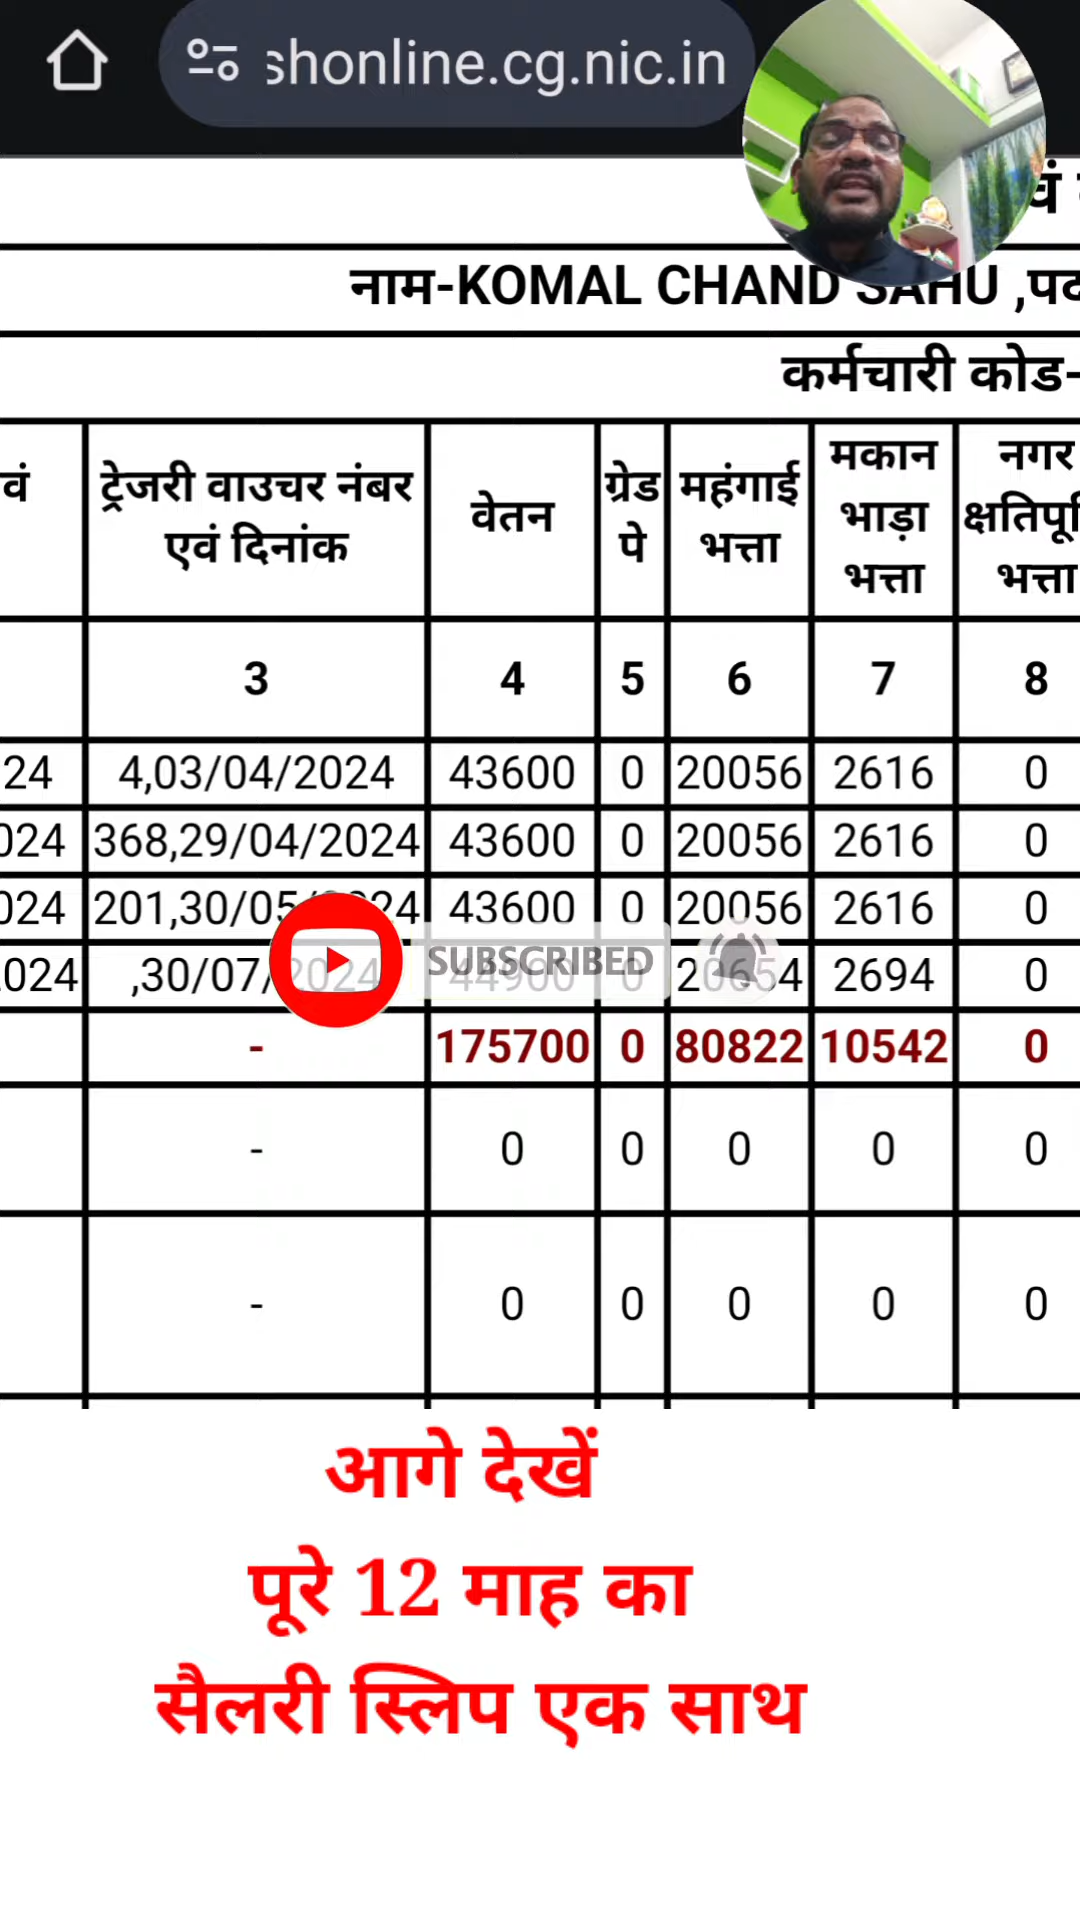 shonline.cg.nic.in
नाम-KOMAL CHAND SAHU ,पद
कर्मचारी कोड-
वं ट्रेजरी वाउचर नंबर एवं दिनांक वेतन ग्रेड पे महंगाई भत्ता मकान भाड़ा भत्ता नगर क्षतिपूर्ति भत्ता
3 4 5 6 7 8
24 4,03/04/2024 43600 0 20056 2616 0
024 368,29/04/2024 43600 0 20056 2616 0
024 201,30/05/2024 43600 0 20056 2616 0
2024 ,30/07/2024 44900 0 20654 2694 0
- 175700 0 80822 10542 0
- 0 0 0 0 0
- 0 0 0 0 0
SUBSCRIBED
आगे देखें
पूरे 12 माह का
सैलरी स्लिप एक साथ